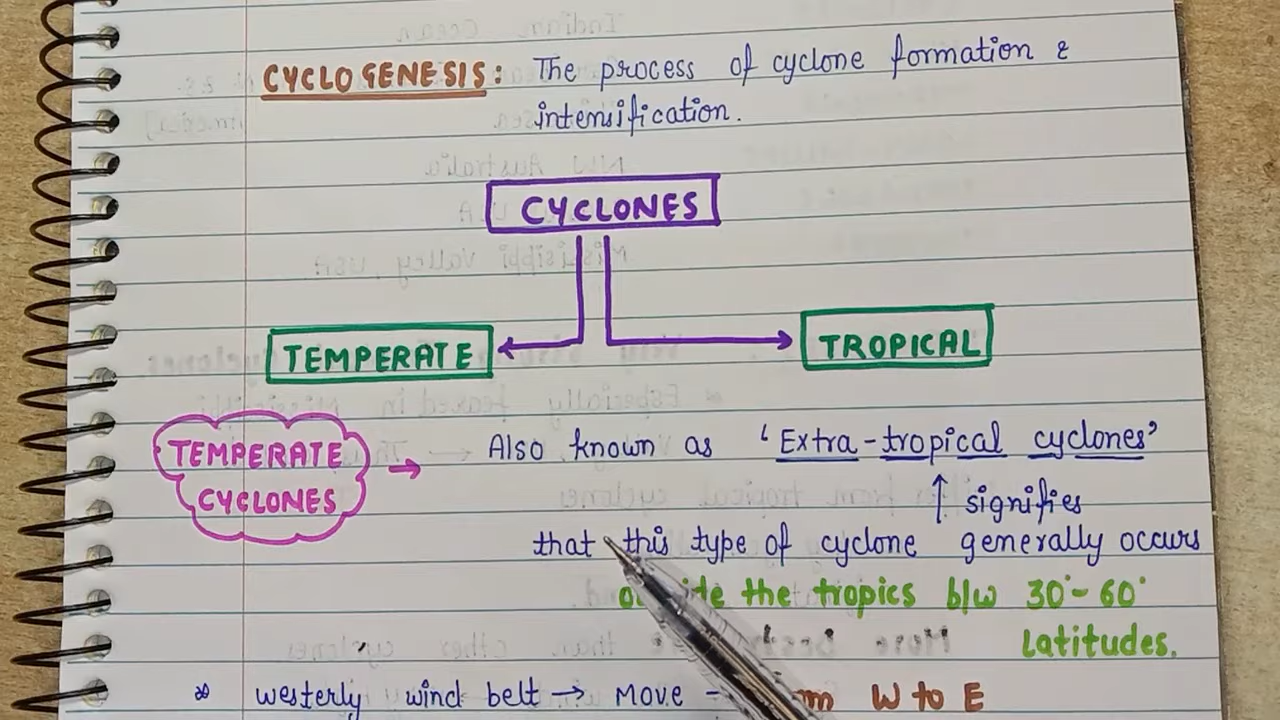 CYCLOGENESIS: The process of cyclone formation &
intensification.
CYCLONES
TEMPERATE
TROPICAL
TEMPERATE
CYCLONES
→ Also known as 'Extra-tropical cyclones'
↑ signifies
that this type of cyclone generally occurs
the tropics b/w 30°-60°
Latitudes.
westerly wind belt → Move - W to E